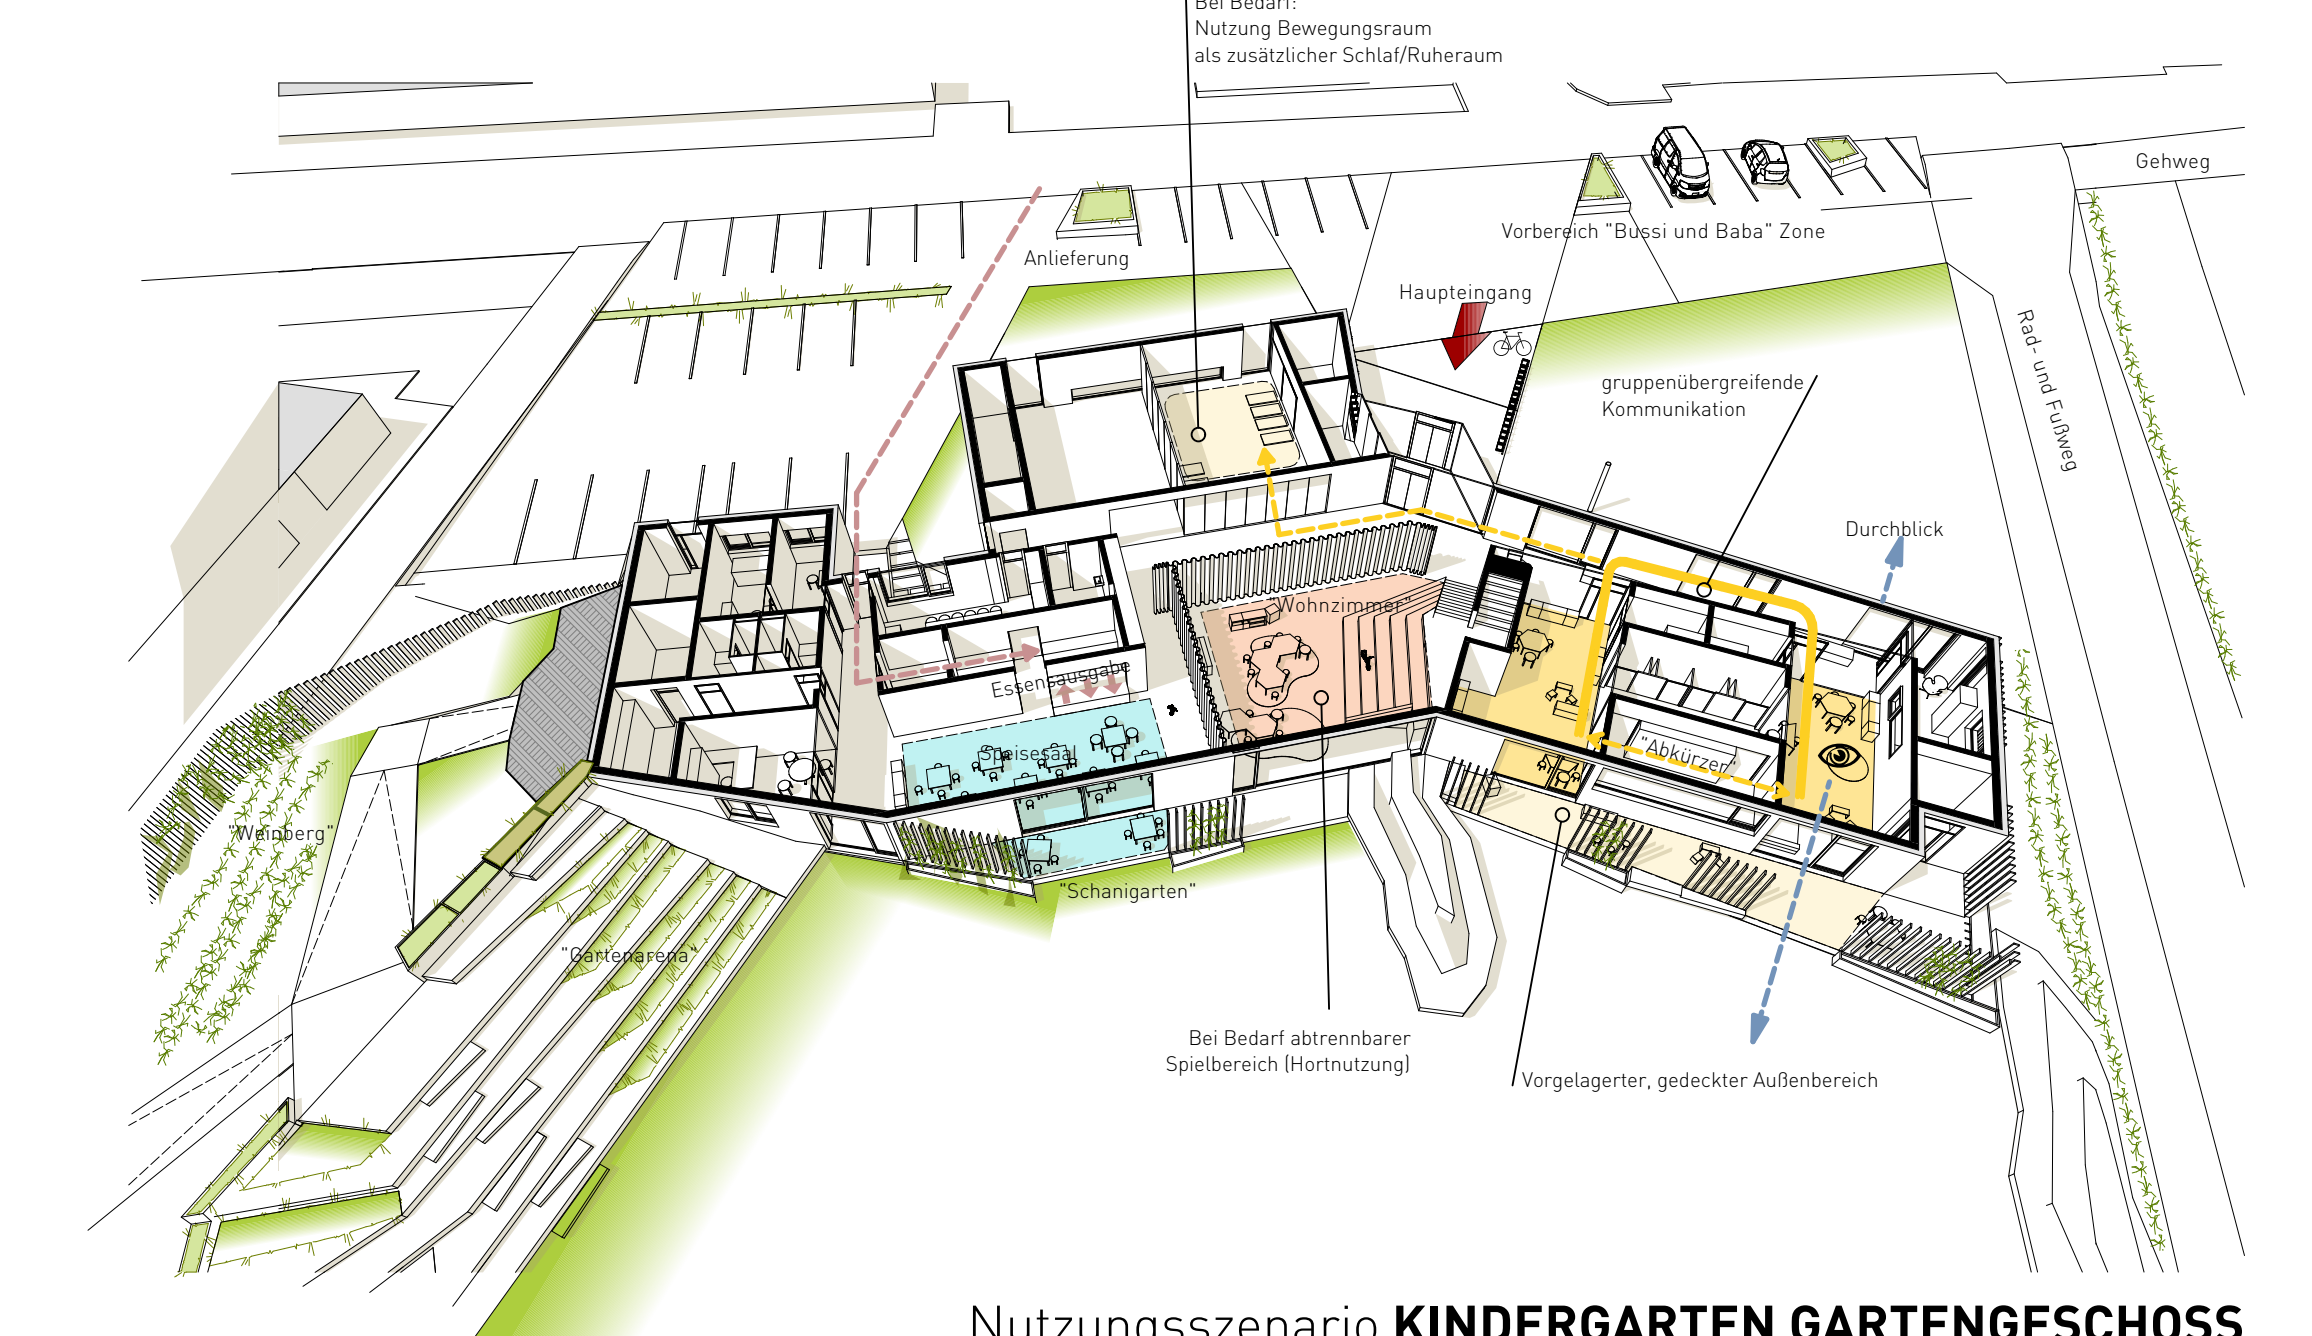 Bei Bedarf:
Nutzung Bewegungsraum
als zusätzlicher Schlaf/Ruheraum
Gehweg
Vorbereich "Bussi und Baba" Zone
Anlieferung
Haupteingang
Rad- und Fußweg
gruppenübergreifende
Kommunikation
Durchblick
"Wohnzimmer"
Essensausgabe
Speisesaal
"Abkürzer"
"Weinberg"
"Schanigarten"
"Gartenarena"
Bei Bedarf abtrennbarer
Spielbereich (Hortnutzung)
Vorgelagerter, gedeckter Außenbereich
Nutzungsszenario KINDERGARTEN GARTENGESCHOSS